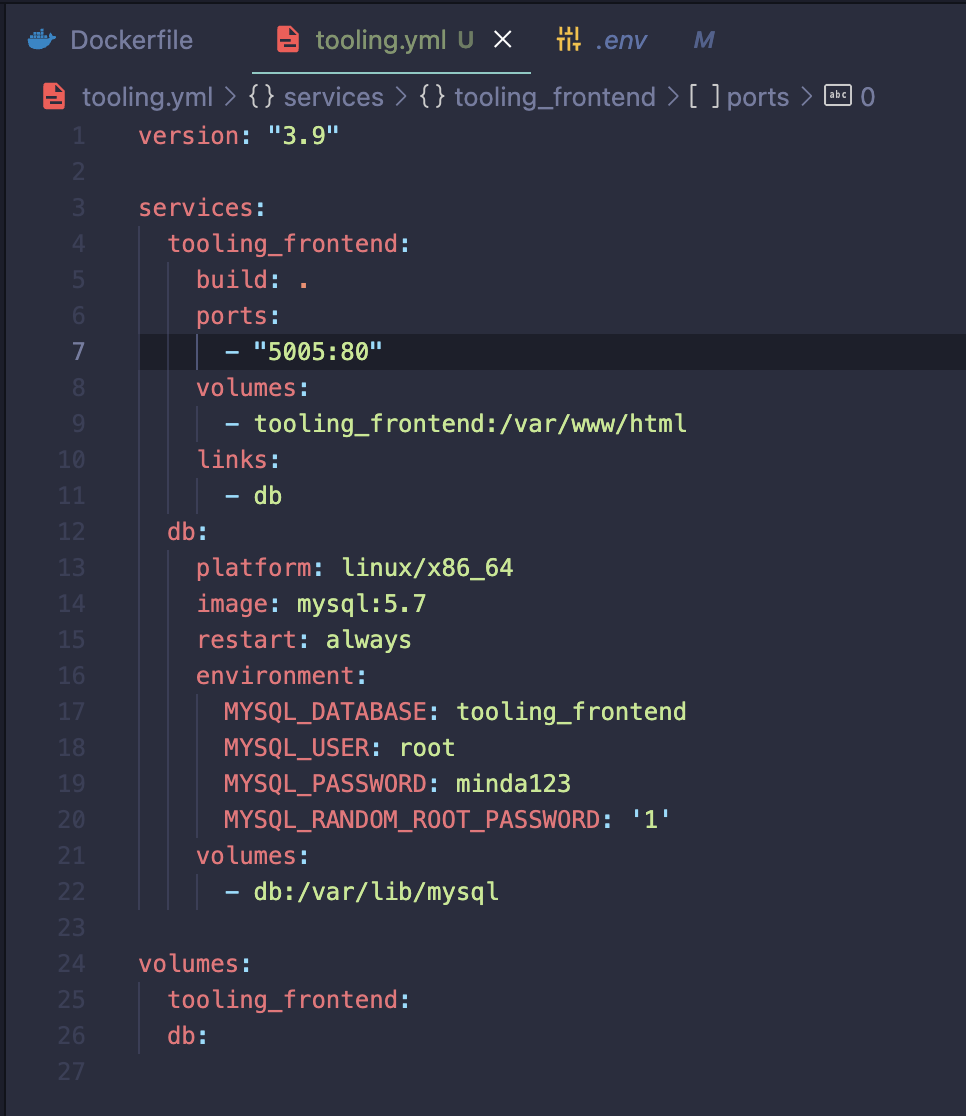 Dockerfile tooling.yml U × .env M
tooling.yml > {} services > {} tooling_frontend > [ ] ports > abc 0
1 version: "3.9"
2
3 services:
4   tooling_frontend:
5     build: .
6     ports:
7       - "5005:80"
8     volumes:
9       - tooling_frontend:/var/www/html
10     links:
11       - db
12   db:
13     platform: linux/x86_64
14     image: mysql:5.7
15     restart: always
16     environment:
17       MYSQL_DATABASE: tooling_frontend
18       MYSQL_USER: root
19       MYSQL_PASSWORD: minda123
20       MYSQL_RANDOM_ROOT_PASSWORD: '1'
21     volumes:
22       - db:/var/lib/mysql
23
24 volumes:
25   tooling_frontend:
26   db:
27